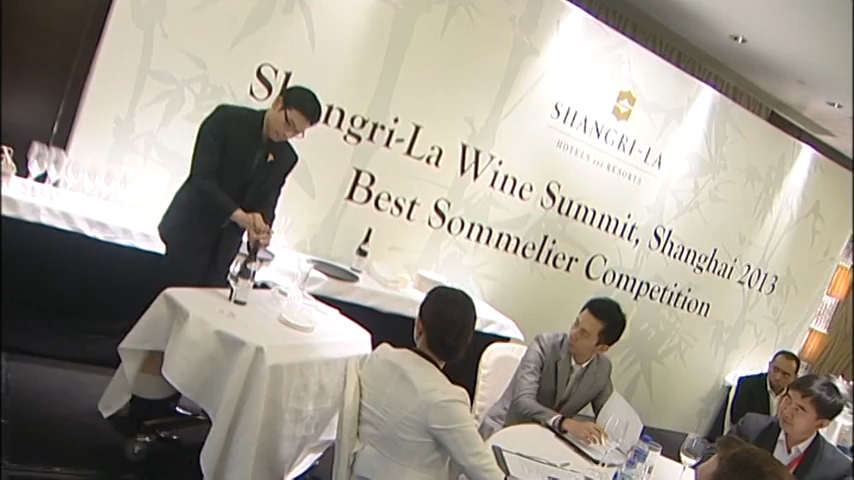 SHANGRI-LA
HOTELS and RESORTS
Shangri-La Wine Summit, Shanghai 2013
Best Sommelier Competition